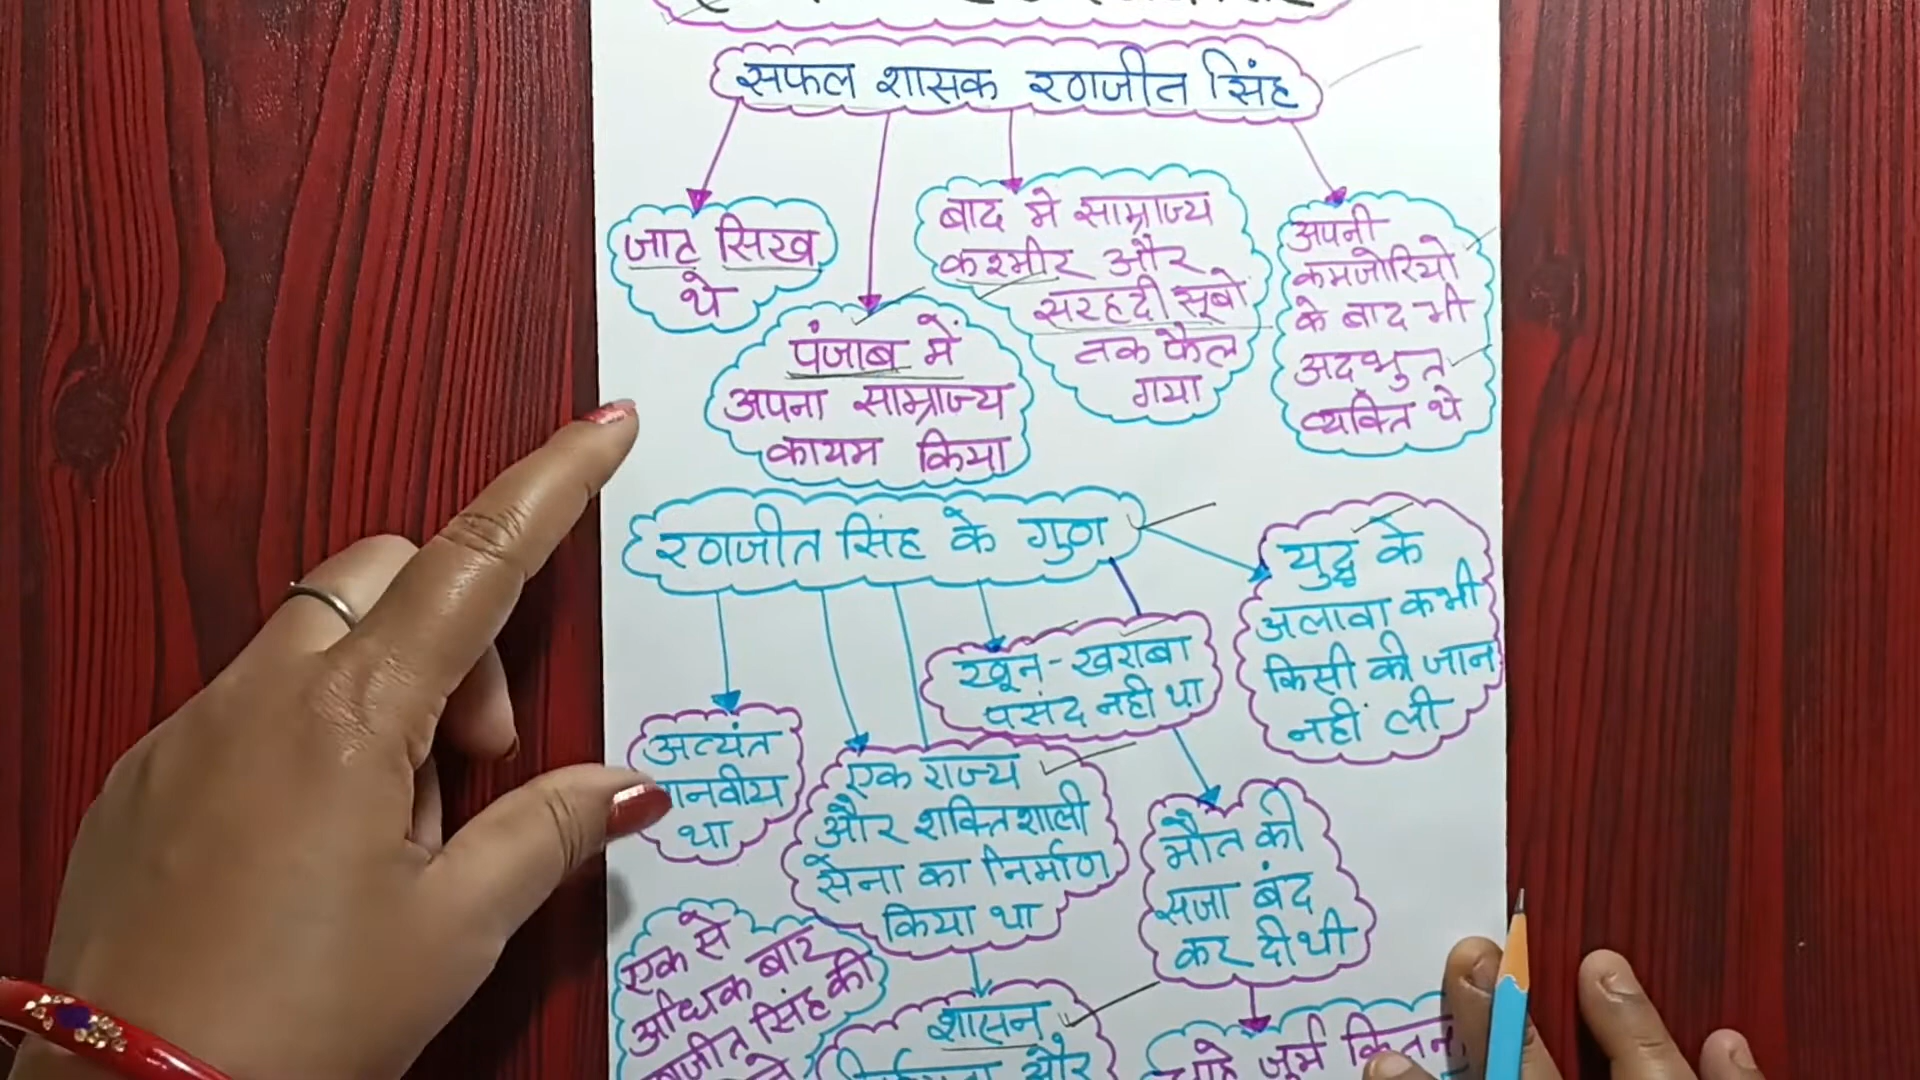 सफल शासक रणजीत सिंह
जाट सिख
थे
पंजाब में
अपना साम्राज्य
कायम किया
बाद मे साम्राज्य
कश्मीर और
सरहदी सूबो
तक फैल
गया
अपनी
कमजोरियो
के बाद भी
अदभुत
व्यक्ति थे
रणजीत सिंह के गुण
अत्यंत
था
एक राज्य
और शक्तिशाली
सेना का निर्माण
किया था
खून-खराबा
पसंद नही था
युद्ध के
अलावा कभी
किसी की जान
नहीं ली
मौत की
सजा बंद
कर दी थी
एक से
अधिक बार
सिंह की
शासन
और
जुर्म